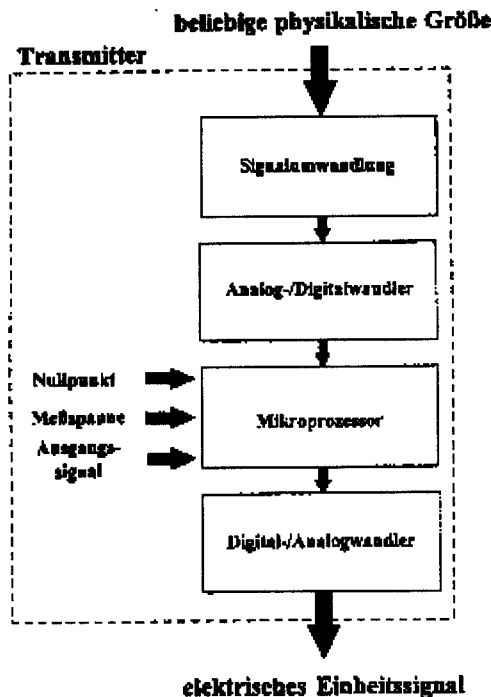 beliebige physikalische Größe
Transmitter
Signalumwandlung
Analog-/Digitalwandler
Nullpunkt
Meßspanne
Ausgangs-
signal
Mikroprozessor
Digital-/Analogwandler
elektrisches Einheitssignal